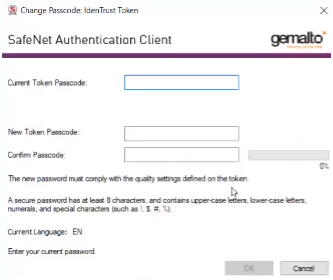 Change Passcode: IdenTrust Token
SafeNet Authentication Client
gemalto
Current Token Passcode:
New Token Passcode:
Confirm Passcode:
0%
The new password must comply with the quality settings defined on the token.
A secure password has at least 8 characters, and contains upper-case letters, lower-case letters,
numerals, and special characters (such as !, $, #, %).
Current Language: EN
Enter your current password.
OK
Cancel